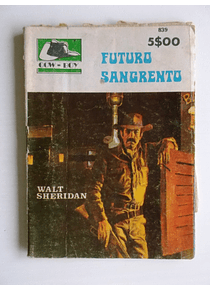 839
5$00
COW-BOY
FUTURO
SANGRENTO
WALT
SHERIDAN